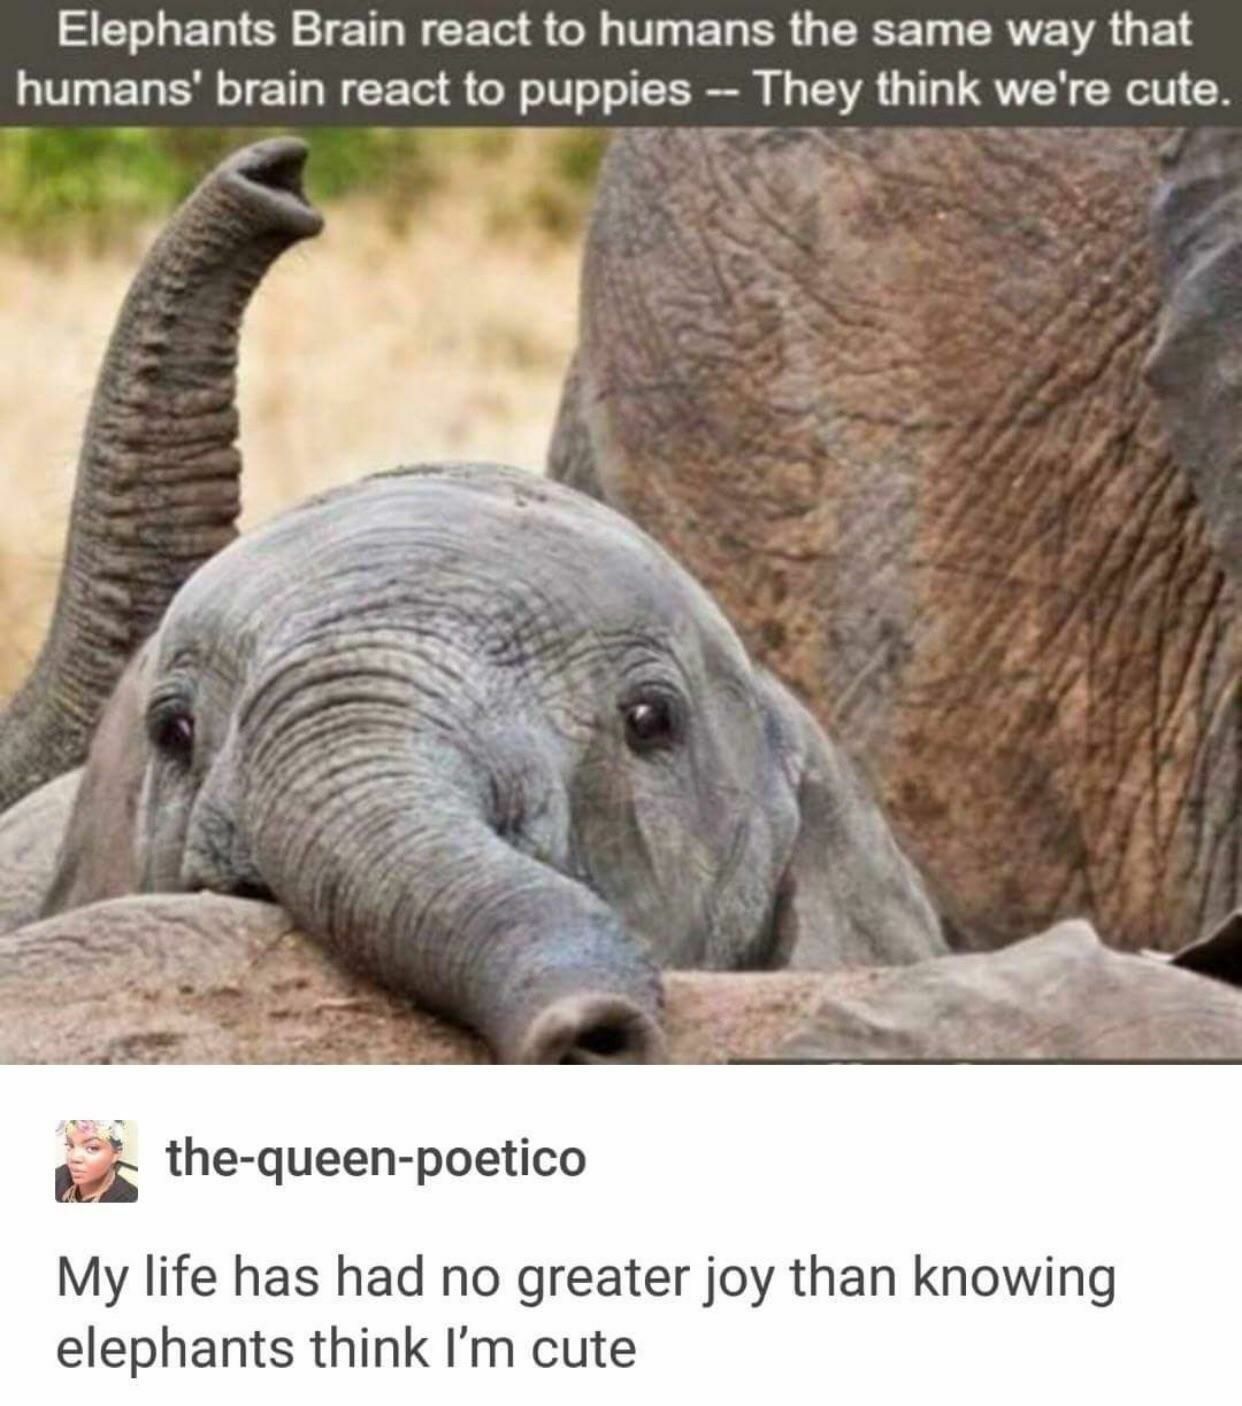 Elephants Brain react to humans the same way that
humans' brain react to puppies -- They think we're cute.
the-queen-poetico
My life has had no greater joy than knowing
elephants think I'm cute